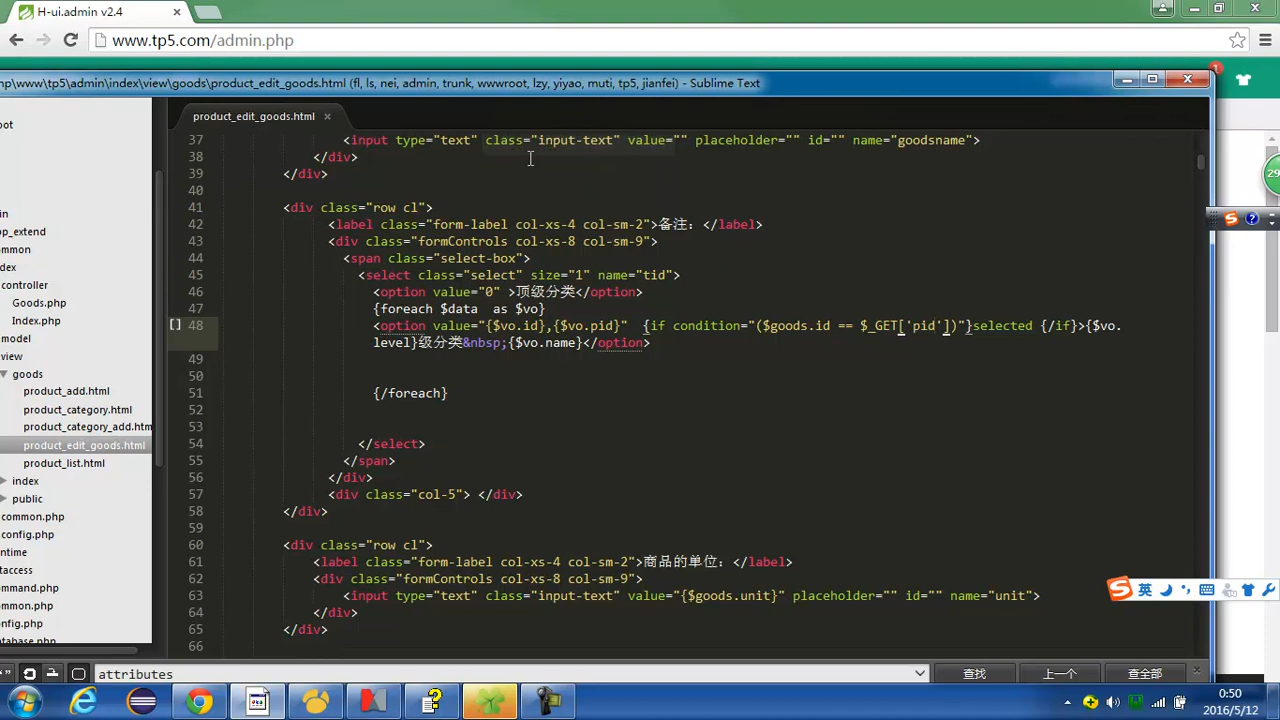 H-ui.admin v2.4
www.tp5.com/admin.php
1
np\www\tp5\admin\index\view\goods\product_edit_goods.html (fl, ls, nei, admin, trunk, wwwroot, lzy, yiyao, muti, tp5, jianfei) - Sublime Text
product_edit_goods.html
37 <input type="text" class="input-text" value="" placeholder="" id="" name="goodsname">
38 </div>
39 </div>
40
41 <div class="row cl">
42 <label class="form-label col-xs-4 col-sm-2">备注：</label>
43 <div class="formControls col-xs-8 col-sm-9">
44 <span class="select-box">
45 <select class="select" size="1" name="tid">
46 <option value="0" >顶级分类</option>
47 {foreach $data  as $vo}
48 <option value="{$vo.id},{$vo.pid}"  {if condition="($goods.id == $_GET['pid'])"}selected {/if}>{$vo.
level}级分类&nbsp;{$vo.name}</option>
49
50
51 {/foreach}
52
53
54 </select>
55 </span>
56 </div>
57 <div class="col-5"> </div>
58 </div>
59
60 <div class="row cl">
61 <label class="form-label col-xs-4 col-sm-2">商品的单位：</label>
62 <div class="formControls col-xs-8 col-sm-9">
63 <input type="text" class="input-text" value="{$goods.unit}" placeholder="" id="" name="unit">
64 </div>
65 </div>
66
oot
in
pp_extend
mmon
dex
controller
Goods.php
Index.php
model
view
goods
product_add.html
product_category.html
product_category_add.htm
product_edit_goods.html
product_list.html
index
public
common.php
config.php
ntime
taccess
ommand.php
ommon.php
onfig.php
atabase.php
29
英
attributes
查找
上一个
查全部
0:50
2016/5/12